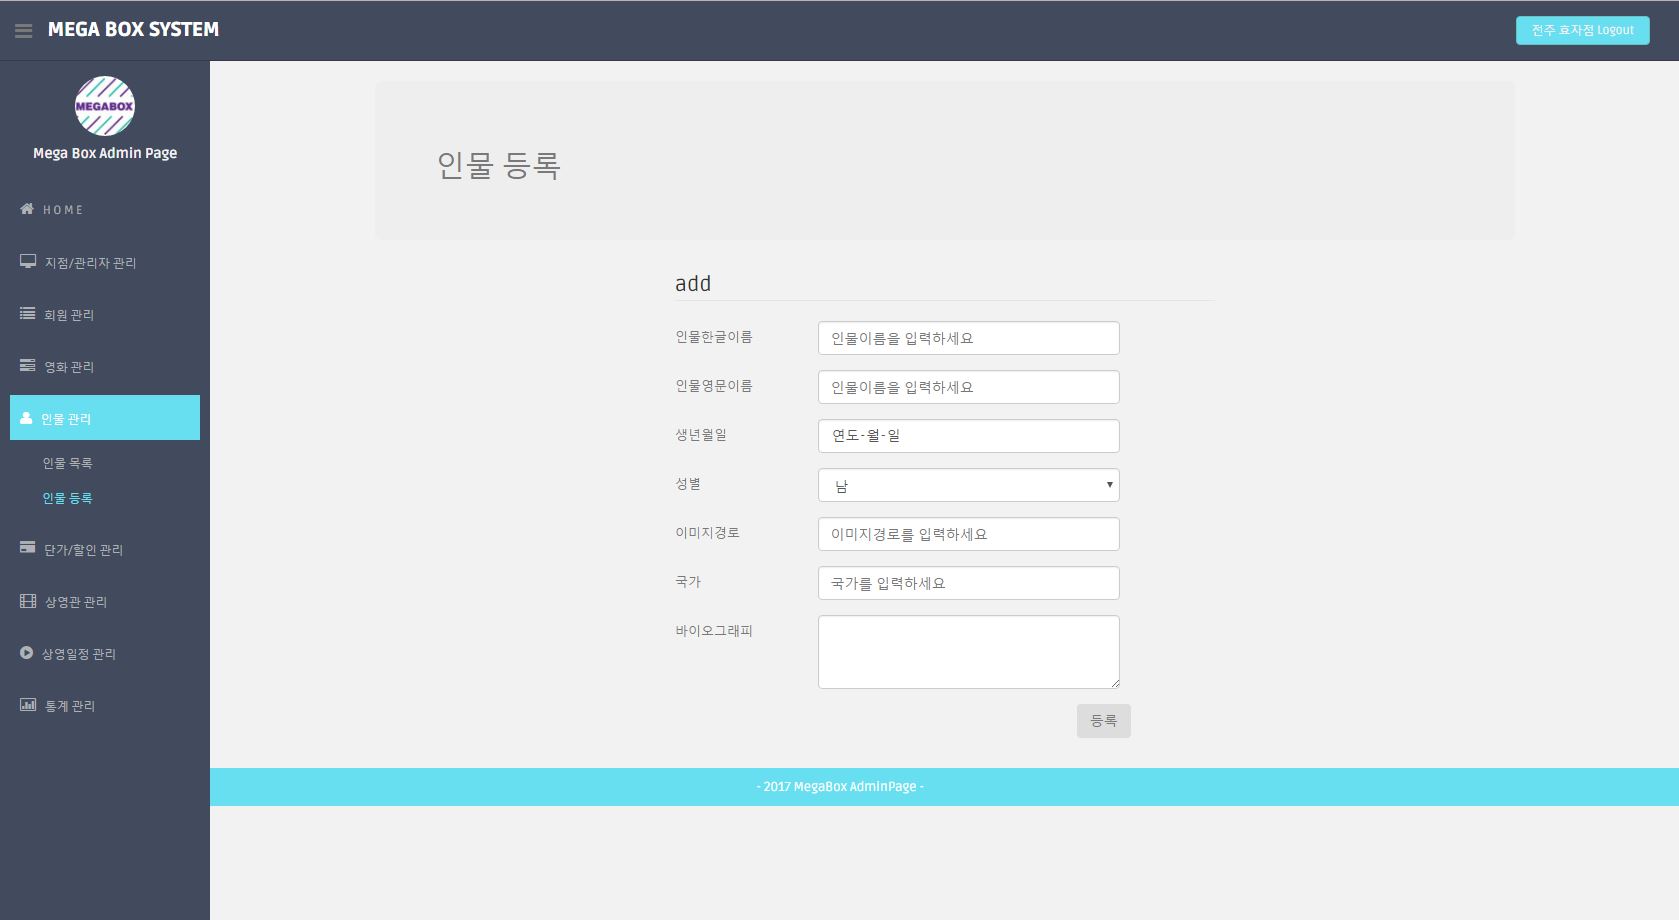 MEGA BOX SYSTEM
전주 효자점 Logout
MEGABOX
Mega Box Admin Page
HOME
지점/관리자 관리
회원 관리
영화 관리
인물 관리
인물 목록
인물 등록
단가/할인 관리
상영관 관리
상영일정 관리
통계 관리
인물 등록
add
인물한글이름
인물이름을 입력하세요
인물영문이름
인물이름을 입력하세요
생년월일
연도-월-일
성별
남
이미지경로
이미지경로를 입력하세요
국가
국가를 입력하세요
바이오그래피
등록
- 2017 MegaBox AdminPage -